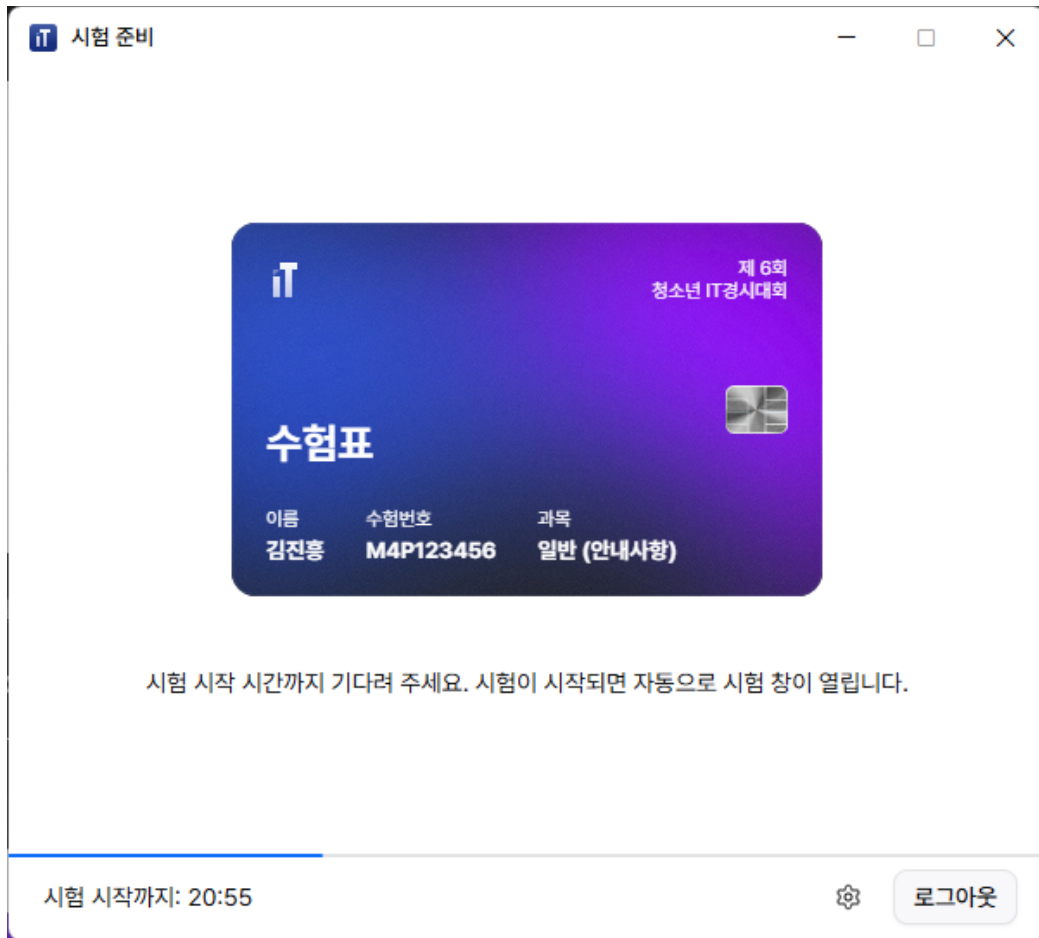 iT 시험 준비
iT
제 6회
청소년 IT경시대회
수험표
이름 수험번호 과목
김진흥 M4P123456 일반 (안내사항)
시험 시작 시간까지 기다려 주세요. 시험이 시작되면 자동으로 시험 창이 열립니다.
시험 시작까지: 20:55
로그아웃